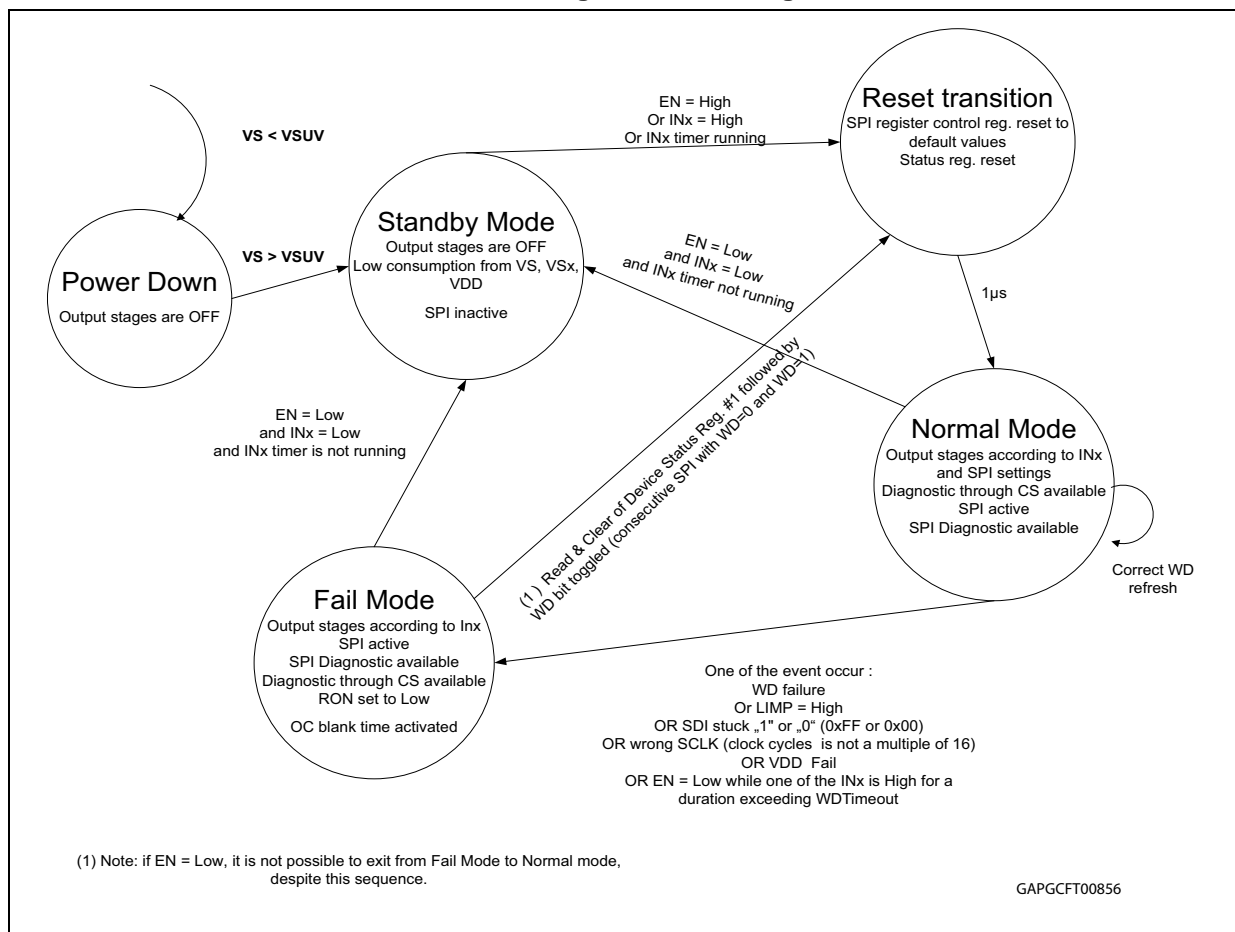 VS < VSUV
Power Down
Output stages are OFF
VS > VSUV
Standby Mode
Output stages are OFF
Low consumption from VS, VSx,
VDD
SPI inactive
EN = High
Or INx = High
Or INx timer running
Reset transition
SPI register control reg. reset to
default values
Status reg. reset
EN = Low
and INx = Low
and INx timer not running
1µs
Normal Mode
Output stages according to INx
and SPI settings
Diagnostic through CS available
SPI active
SPI Diagnostic available
Correct WD
refresh
EN = Low
and INx = Low
and INx timer is not running
(1 ) Read & Clear of Device Status Reg. #1 followed by
WD bit toggled (consecutive SPI with WD=0 and WD=1)
Fail Mode
Output stages according to Inx
SPI active
SPI Diagnostic available
Diagnostic through CS available
RON set to Low
OC blank time activated
One of the event occur :
WD failure
Or LIMP = High
OR SDI stuck „1" or „0“ (0xFF or 0x00)
OR wrong SCLK (clock cycles is not a multiple of 16)
OR VDD Fail
OR EN = Low while one of the INx is High for a
duration exceeding WDTimeout
(1) Note: if EN = Low, it is not possible to exit from Fail Mode to Normal mode,
despite this sequence.
GAPGCFT00856